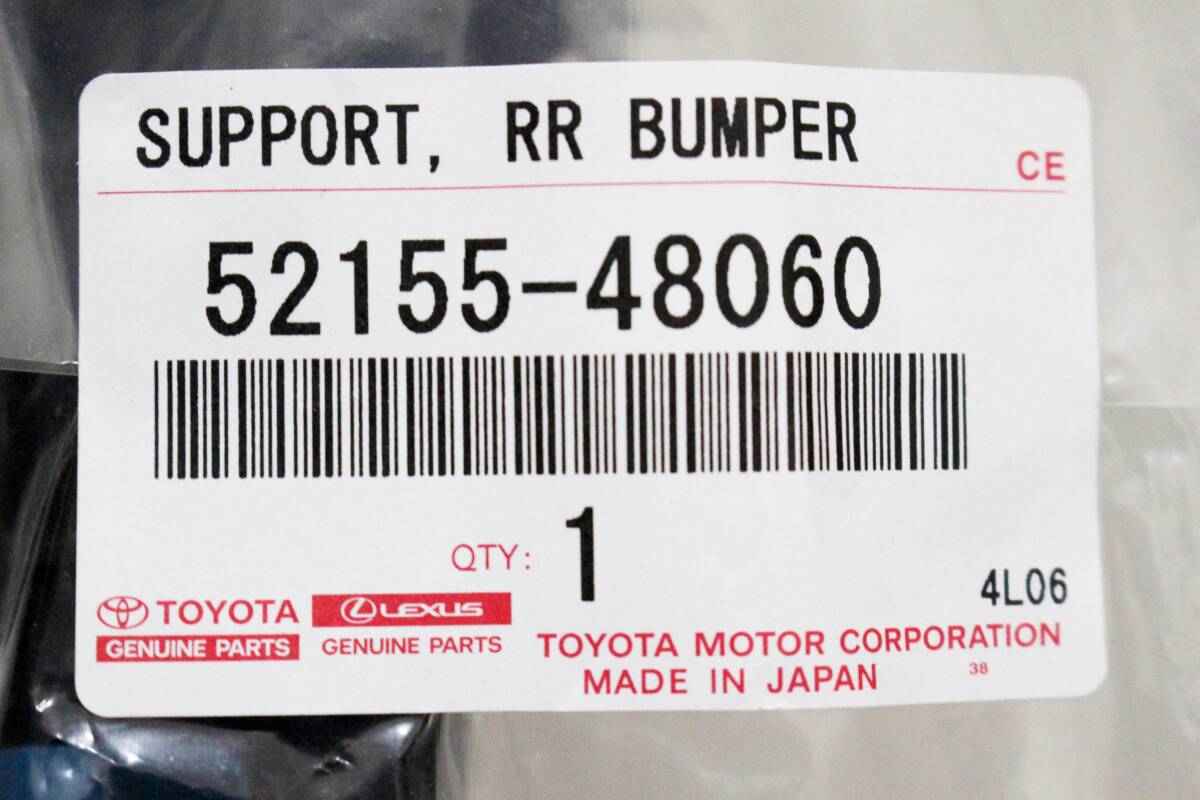 SUPPORT, RR BUMPER
CE
52155-48060
QTY: 1
4L06
TOYOTA
GENUINE PARTS
LEXUS
GENUINE PARTS
TOYOTA MOTOR CORPORATION
MADE IN JAPAN
38